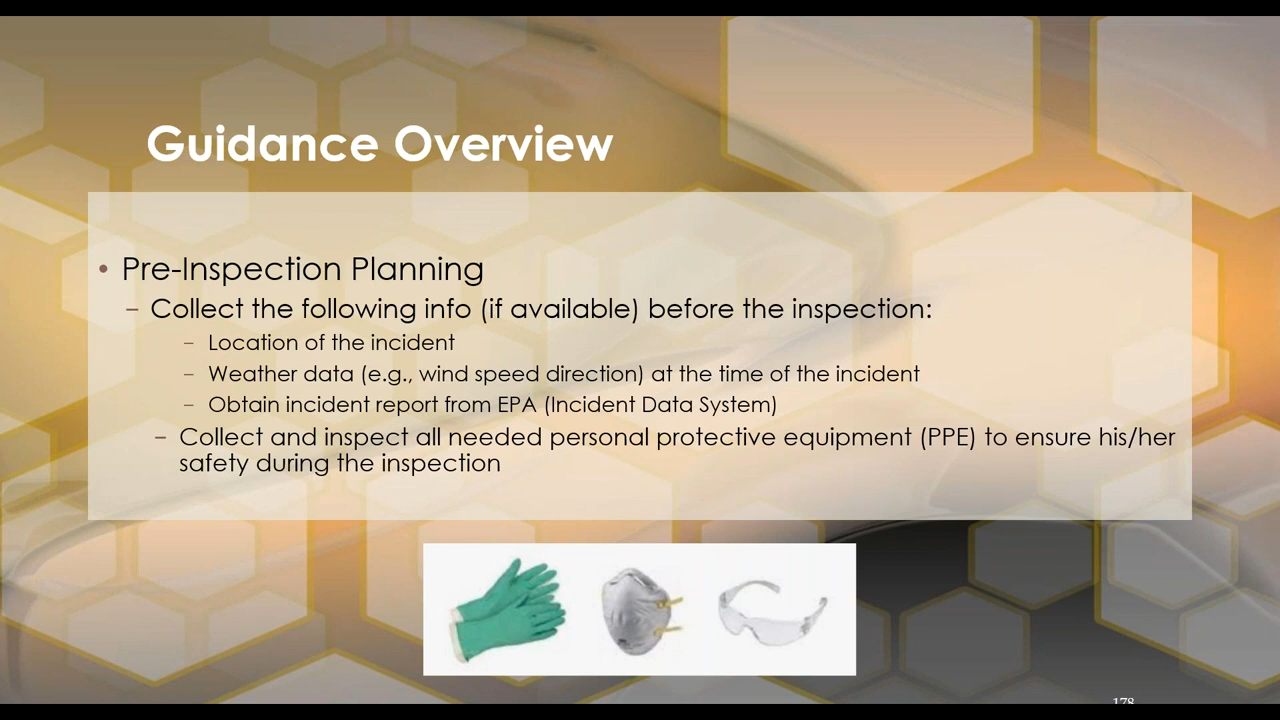 Guidance Overview
• Pre-Inspection Planning
– Collect the following info (if available) before the inspection:
– Location of the incident
– Weather data (e.g., wind speed direction) at the time of the incident
– Obtain incident report from EPA (Incident Data System)
– Collect and inspect all needed personal protective equipment (PPE) to ensure his/her
safety during the inspection
178